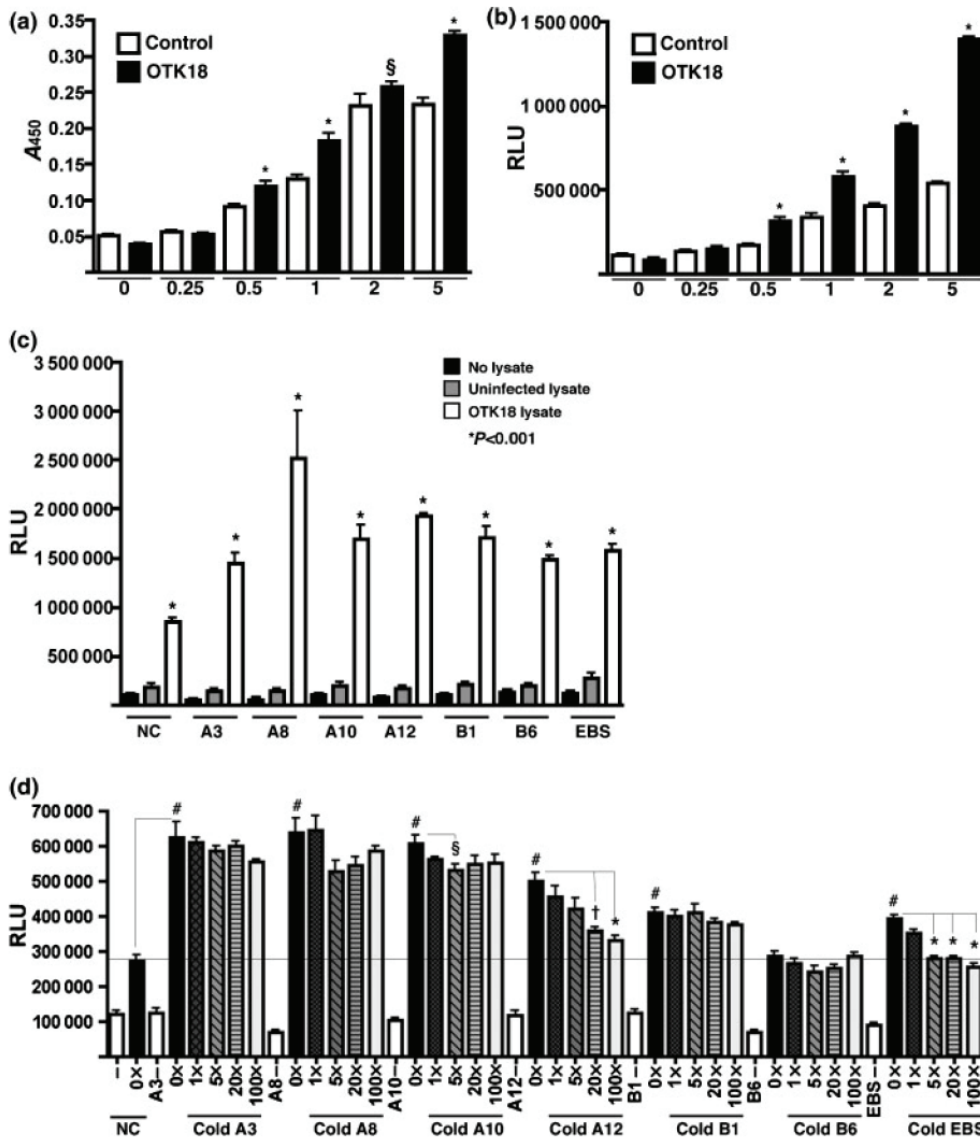 (a)
0.35
0.30
0.25
0.20
0.15
0.10
0.05
A450
Control
OTK18
*
*
§
*
0 0.25 0.5 1 2 5
(b)
1 500 000
1 000 000
500 000
RLU
Control
OTK18
*
*
*
*
0 0.25 0.5 1 2 5
(c)
3 500 000
3 000 000
2 500 000
2 000 000
1 500 000
1 000 000
500 000
RLU
No lysate
Uninfected lysate
OTK18 lysate
*P<0.001
* * * * * * * *
NC A3 A8 A10 A12 B1 B6 EBS
(d)
700 000
600 000
500 000
400 000
300 000
200 000
100 000
RLU
# # # § # † * # # * * *
– 0× A3– 0× 1× 5× 20× 100× A8– 0× 1× 5× 20× 100× A10– 0× 1× 5× 20× 100× A12– 0× 1× 5× 20× 100× B1– 0× 1× 5× 20× 100× B6– 0× 1× 5× 20× 100× EBS– 0× 1× 5× 20× 100×
NC Cold A3 Cold A8 Cold A10 Cold A12 Cold B1 Cold B6 Cold EBS